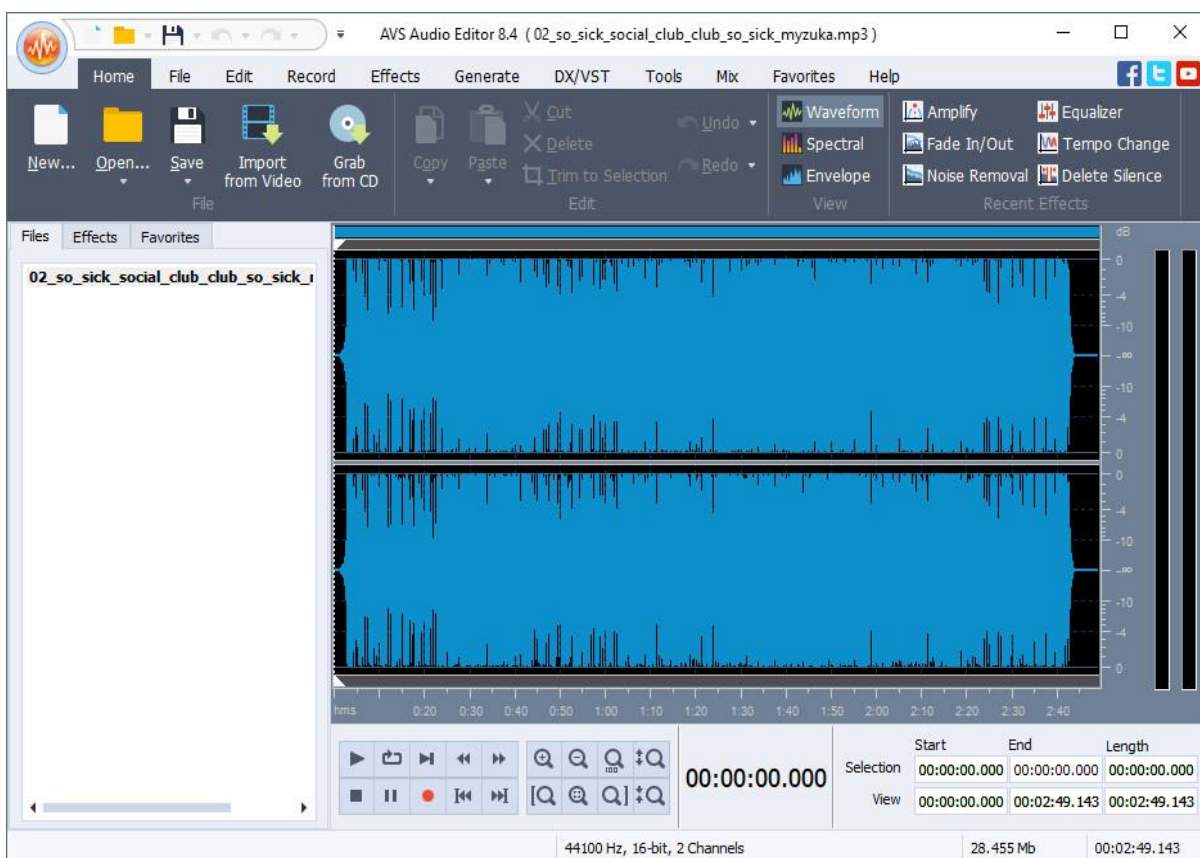 AVS Audio Editor 8.4 ( 02_so_sick_social_club_club_so_sick_myzuka.mp3 )
Home File Edit Record Effects Generate DX/VST Tools Mix Favorites Help
New... Open... Save Import from Video Grab from CD
File
Copy Paste Cut Delete Trim to Selection Undo Redo
Edit
Waveform Spectral Envelope
View
Amplify Equalizer
Fade In/Out Tempo Change
Noise Removal Delete Silence
Recent Effects
Files Effects Favorites
02_so_sick_social_club_club_so_sick_
dB
0
-4
-10
-∞
-10
-4
0
0
-4
-10
-∞
-10
-4
0
hms 0:20 0:30 0:40 0:50 1:00 1:10 1:20 1:30 1:40 1:50 2:00 2:10 2:20 2:30 2:40
100
00:00:00.000
Start End Length
Selection 00:00:00.000 00:00:00.000 00:00:00.000
View 00:00:00.000 00:02:49.143 00:02:49.143
44100 Hz, 16-bit, 2 Channels 28.455 Mb 00:02:49.143